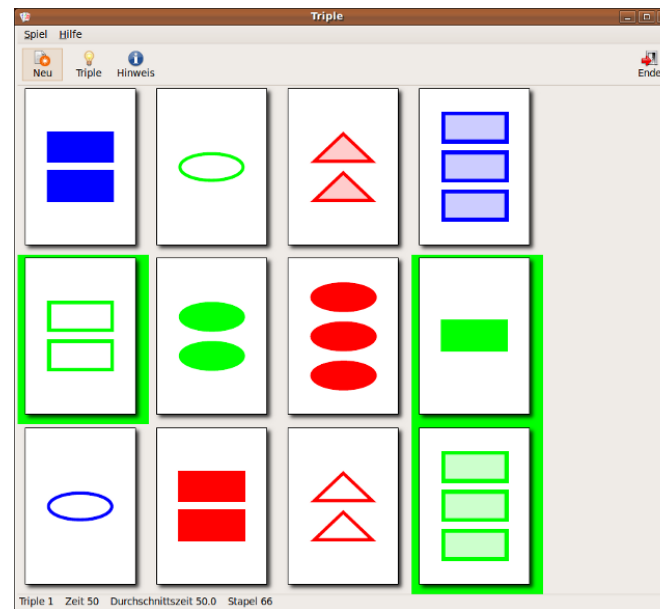 Triple
Spiel Hilfe
Neu Triple Hinweis Ende
Triple 1 Zeit 50 Durchschnittszeit 50.0 Stapel 66